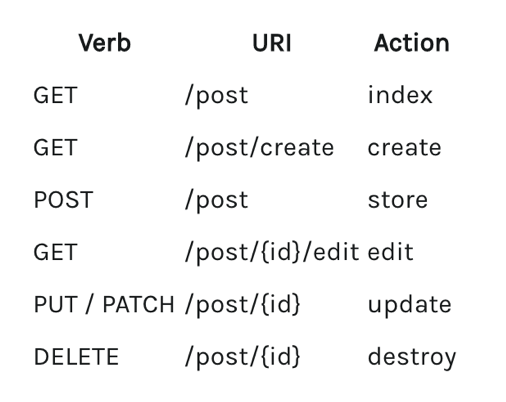 Verb URI Action
GET /post index
GET /post/create create
POST /post store
GET /post/{id}/edit edit
PUT / PATCH /post/{id} update
DELETE /post/{id} destroy